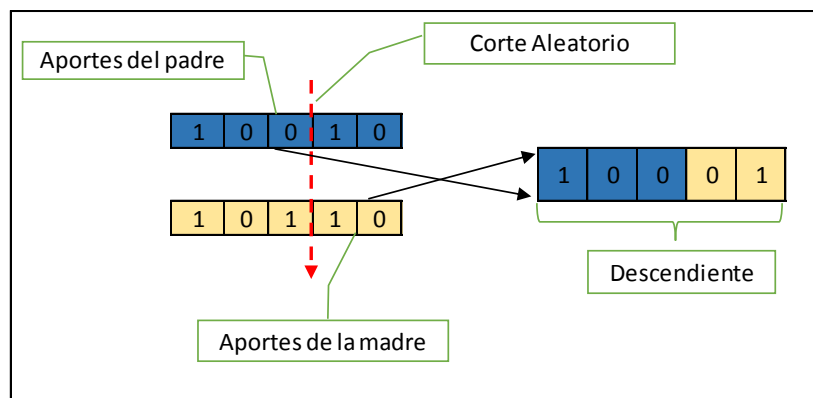 Corte Aleatorio
Aportes del padre
1 0 0 1 0
1 0 0 0 1
1 0 1 1 0
Descendiente
Aportes de la madre